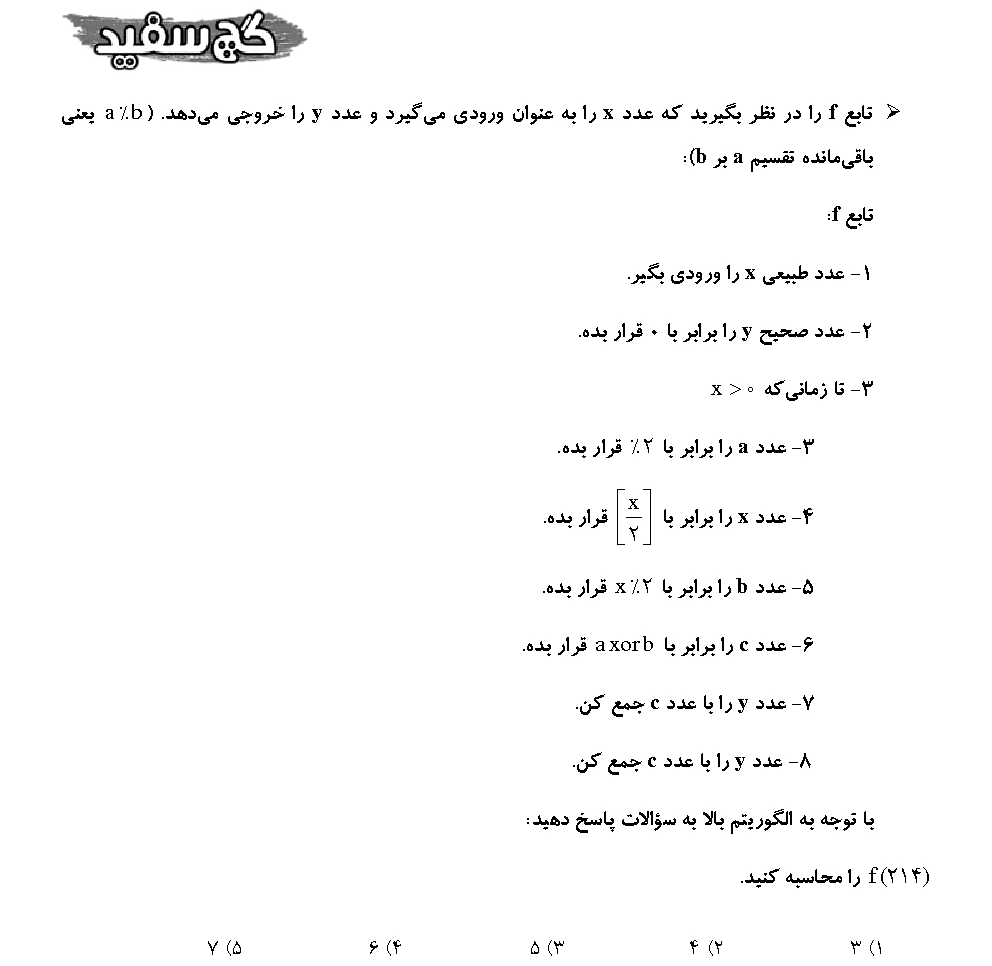 گچ سفید
تابع f را در نظر بگیرید که عدد x را به عنوان ورودی می‌گیرد و عدد y را خروجی می‌دهد. (a٪b یعنی
باقی‌مانده تقسیم a بر b):
تابع f:
۱- عدد طبیعی x را ورودی بگیر.
۲- عدد صحیح y را برابر با ۰ قرار بده.
۳- تا زمانی‌که x > ۰
۳- عدد a را برابر با ٪۲ قرار بده.
۴- عدد x را برابر با [x/۲] قرار بده.
۵- عدد b را برابر با x٪۲ قرار بده.
۶- عدد c را برابر با a xor b قرار بده.
۷- عدد y را با عدد c جمع کن.
۸- عدد y را با عدد c جمع کن.
با توجه به الگوریتم بالا به سؤالات پاسخ دهید:
f(۲۱۴) را محاسبه کنید.
۱) ۳ ۲) ۴ ۳) ۵ ۴) ۶ ۵) ۷